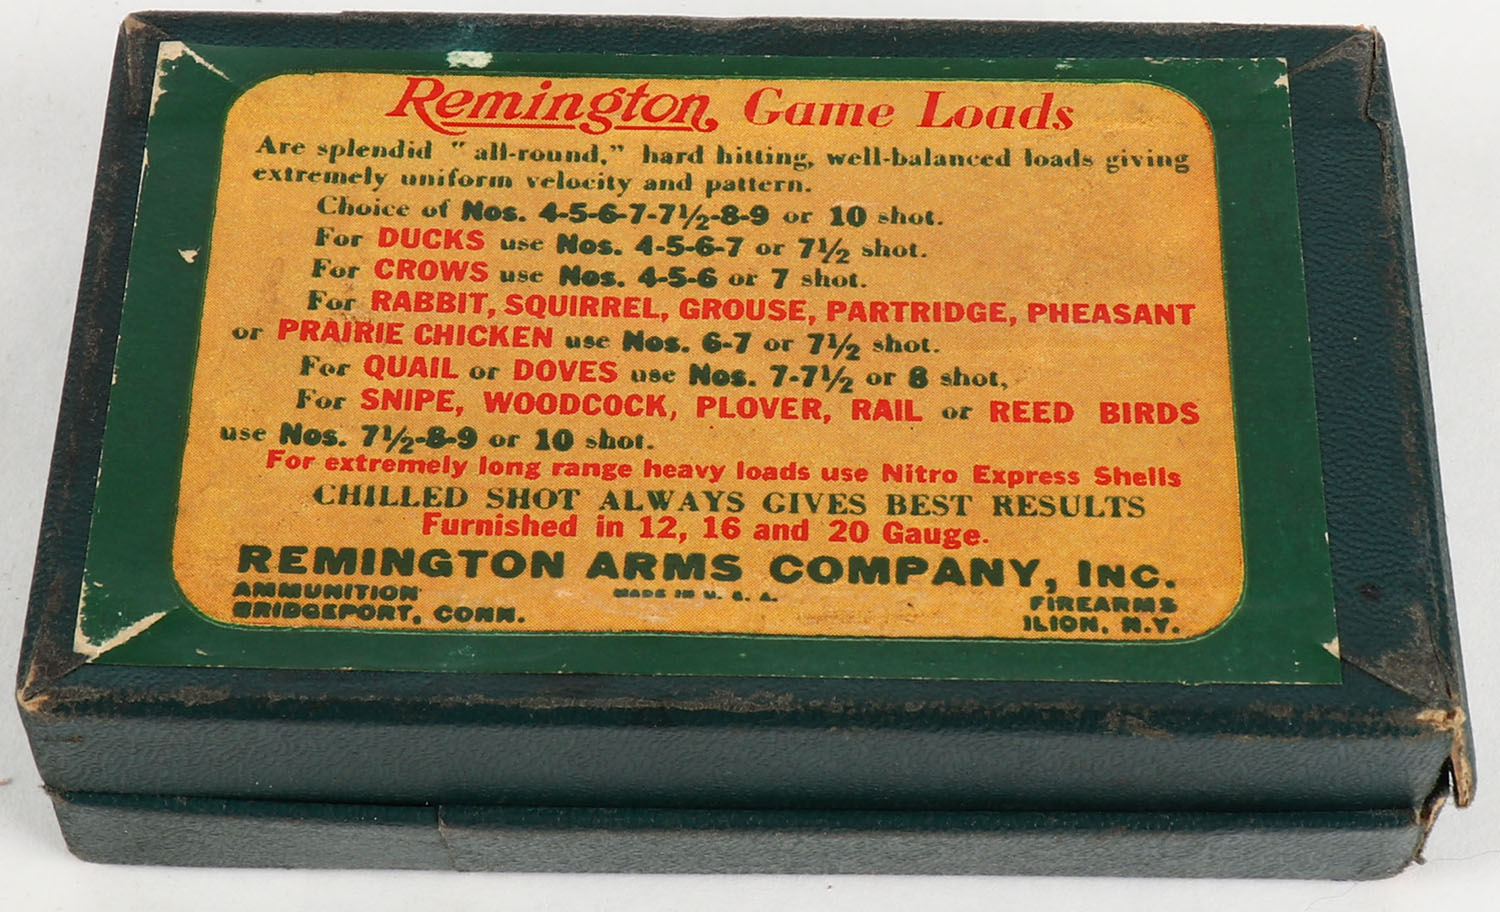 Remington Game Loads
Are splendid "all-round," hard hitting, well-balanced loads giving
extremely uniform velocity and pattern.
Choice of Nos. 4-5-6-7-7½-8-9 or 10 shot.
For DUCKS use Nos. 4-5-6-7 or 7½ shot.
For CROWS use Nos. 4-5-6 or 7 shot.
For RABBIT, SQUIRREL, GROUSE, PARTRIDGE, PHEASANT
or PRAIRIE CHICKEN use Nos. 6-7 or 7½ shot.
For QUAIL or DOVES use Nos. 7-7½ or 8 shot,
For SNIPE, WOODCOCK, PLOVER, RAIL or REED BIRDS
use Nos. 7½-8-9 or 10 shot.
For extremely long range heavy loads use Nitro Express Shells
CHILLED SHOT ALWAYS GIVES BEST RESULTS
Furnished in 12, 16 and 20 Gauge.
REMINGTON ARMS COMPANY, INC.
AMMUNITION MADE IN U. S. A. FIREARMS
BRIDGEPORT, CONN. ILION, N.Y.